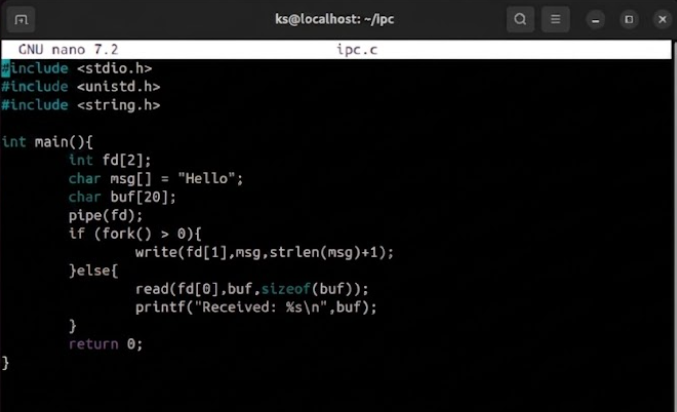 ks@localhost: ~/ipc
GNU nano 7.2 ipc.c
#include <stdio.h>
#include <unistd.h>
#include <string.h>
int main(){
int fd[2];
char msg[] = "Hello";
char buf[20];
pipe(fd);
if (fork() > 0){
write(fd[1],msg,strlen(msg)+1);
}else{
read(fd[0],buf,sizeof(buf));
printf("Received: %s\n",buf);
}
return 0;
}